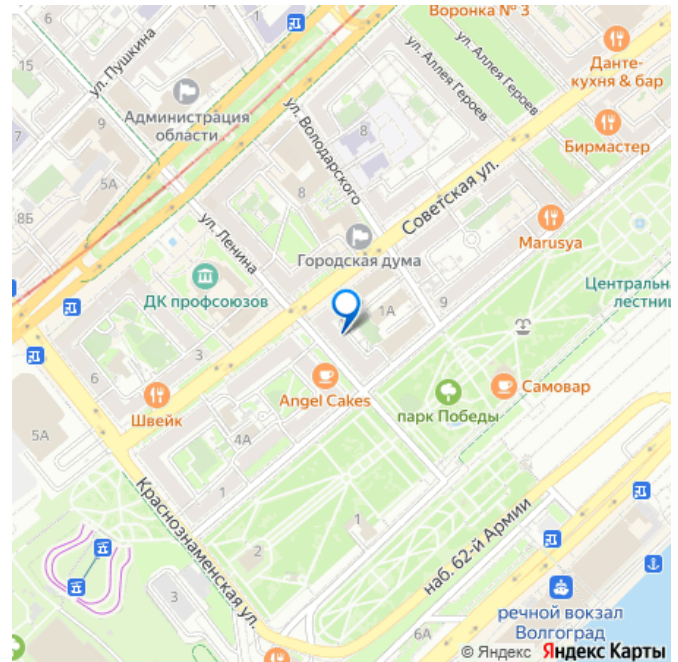 Воронка № 3
1
15
ул. Пушкина
ул. Аллея Героев
ул. Аллея Героев
Данте-
кухня & бар
Администрация
области
7
9
ул. Володарского
8
Бирмастер
5А
8Б
8
Советская ул.
ул. Ленина
Marusya
Городская дума
ДК профсоюзов
Центральна
лестниц
1А
9
3
6
Швейк
Angel Cakes
Самовар
парк Победы
5А
4А
1
Краснознаменская ул.
1
2
наб. 62-й Армии
3
речной вокзал
Волгоград
6А
© Яндекс Яндекс Карты